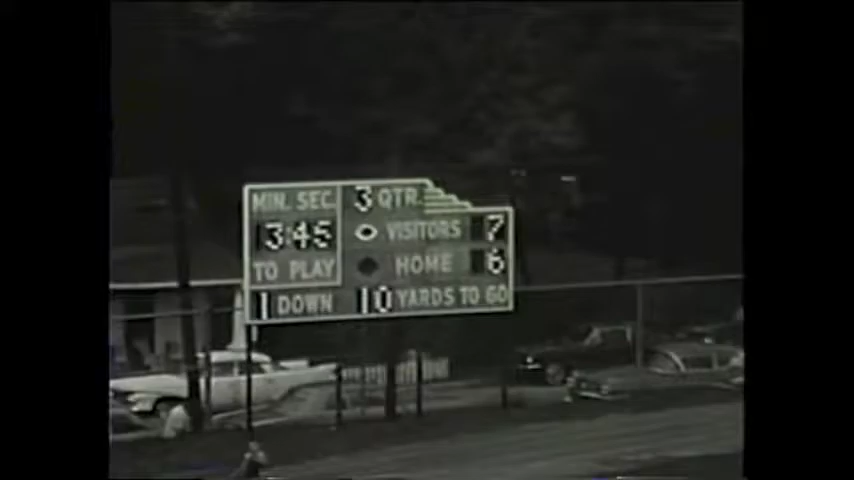 MIN. SEC. 3 QTR.
3:45 VISITORS 7
TO PLAY HOME 6
1 DOWN 10 YARDS TO GO